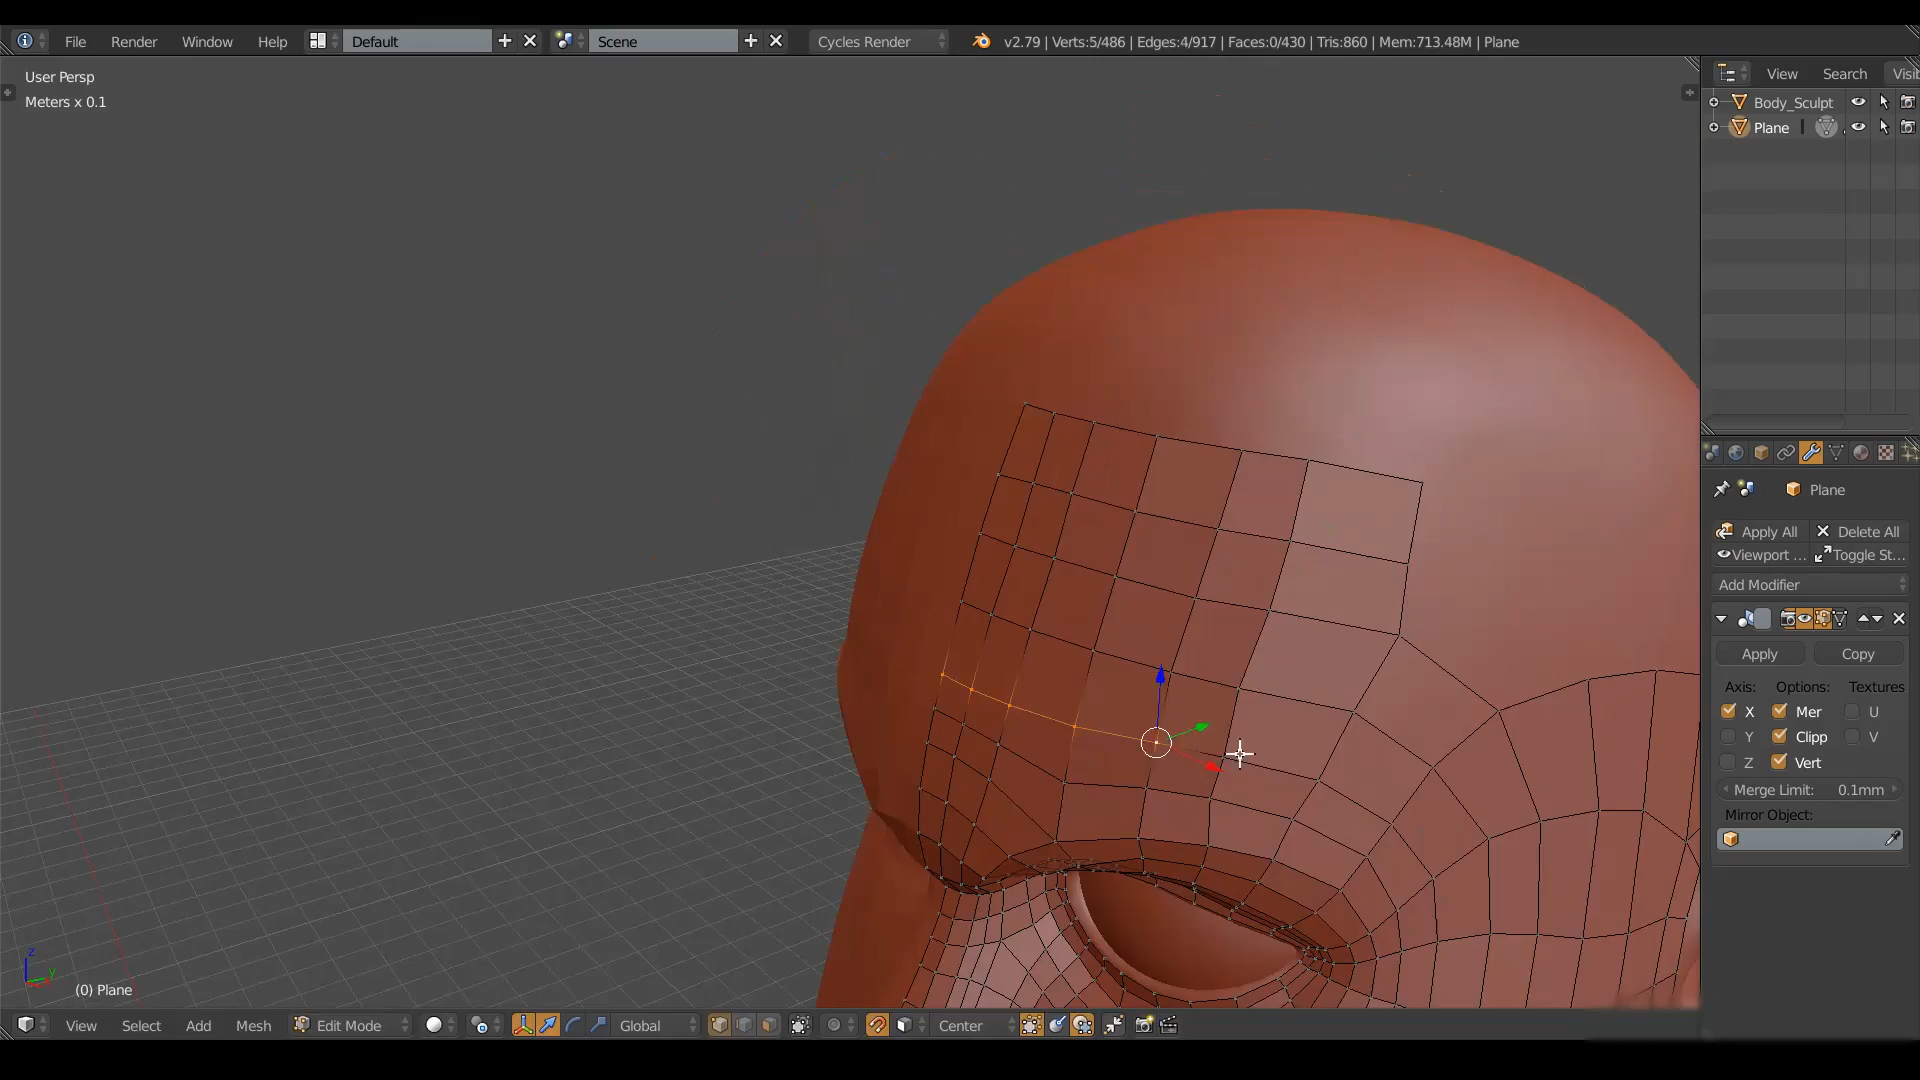 File Render Window Help Default Scene Cycles Render v2.79 | Verts:5/486 | Edges:4/917 | Faces:0/430 | Tris:860 | Mem:713.48M | Plane
User Persp
Meters x 0.1
View Search Visit
Body_Sculpt
Plane
Plane
Apply All Delete All
Viewport ... Toggle St...
Add Modifier
Apply Copy
Axis: Options: Textures
X Mer U
Y Clipp V
Z Vert
Merge Limit: 0.1mm
Mirror Object:
z
y
(0) Plane
View Select Add Mesh Edit Mode Global Center